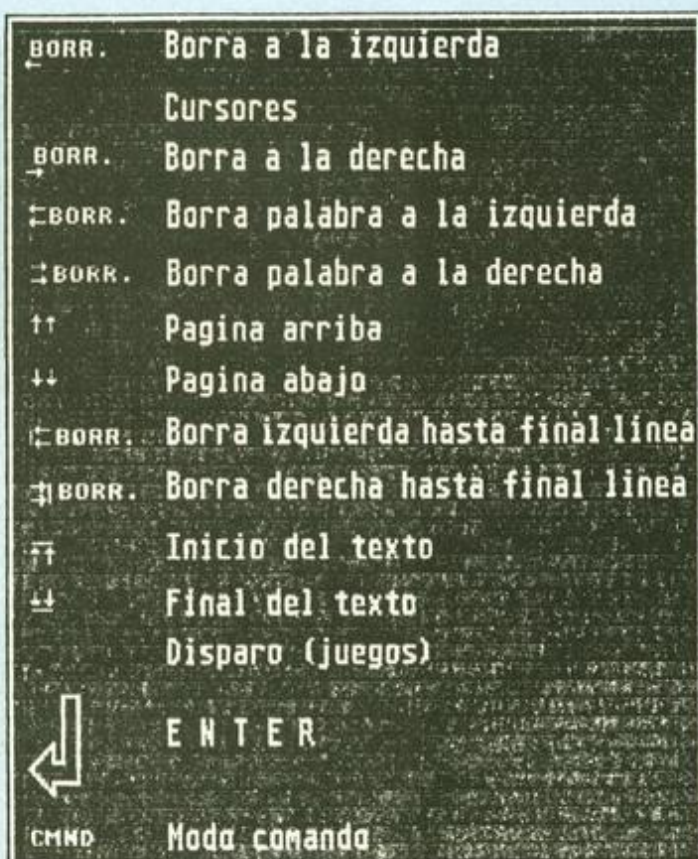 ←BORR. Borra a la izquierda
Cursores
→BORR. Borra a la derecha
BORR. Borra palabra a la izquierda
BORR. Borra palabra a la derecha
↑↑ Pagina arriba
↓↓ Pagina abajo
BORR. Borra izquierda hasta final linea
BORR. Borra derecha hasta final linea
Inicio del texto
Final del texto
Disparo (juegos)
E N T E R
CMND Modo comando